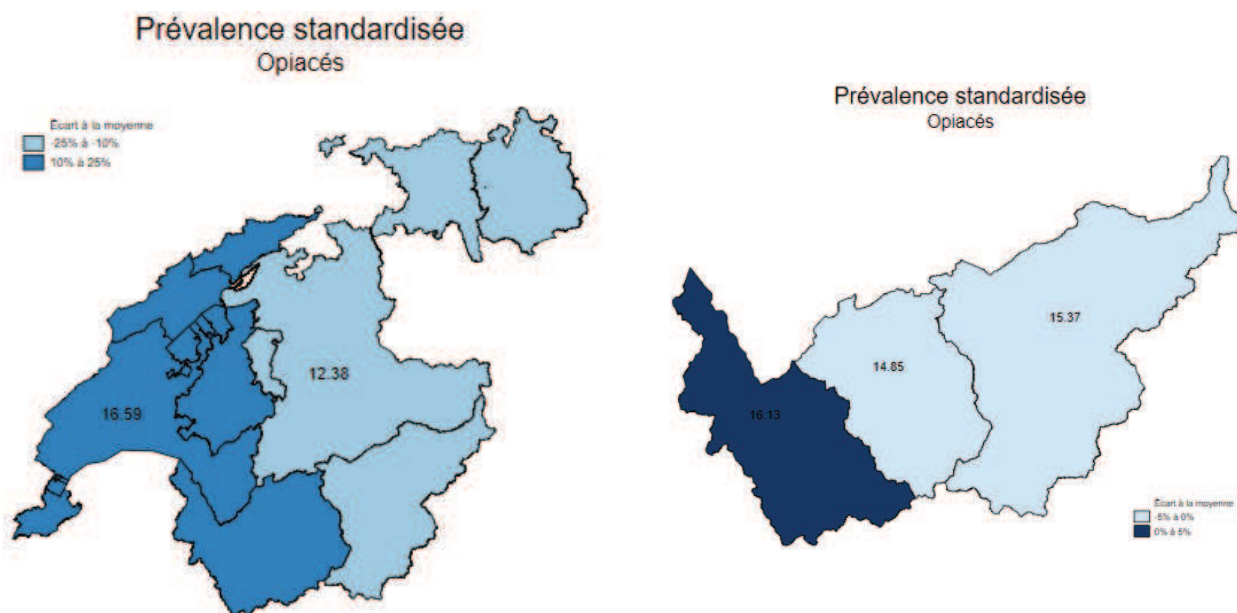 Prévalence standardisée
Opiacés
Écart à la moyenne
-25% à -10%
10% à 25%
12.38
16.59
Prévalence standardisée
Opiacés
15.37
14.85
16.13
Écart à la moyenne
-5% à 0%
0% à 5%